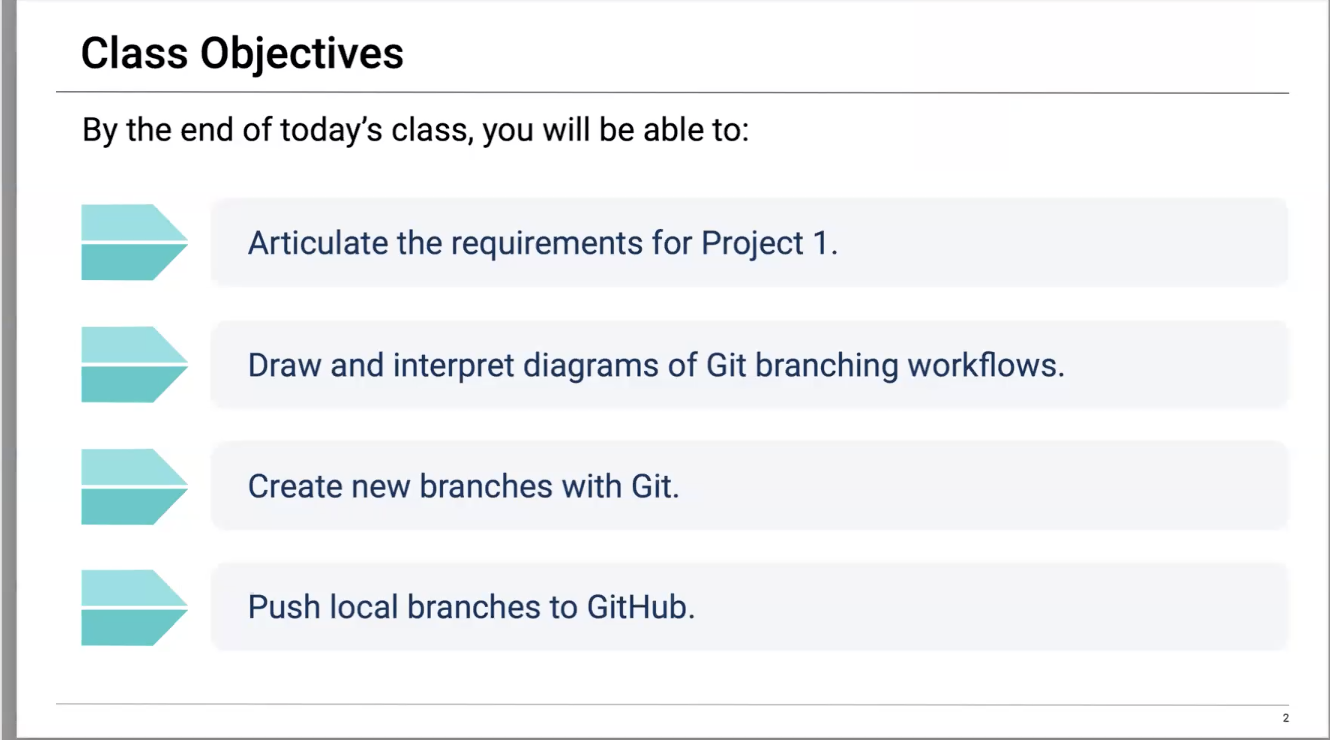 Class Objectives
By the end of today’s class, you will be able to:
Articulate the requirements for Project 1.
Draw and interpret diagrams of Git branching workflows.
Create new branches with Git.
Push local branches to GitHub.
2